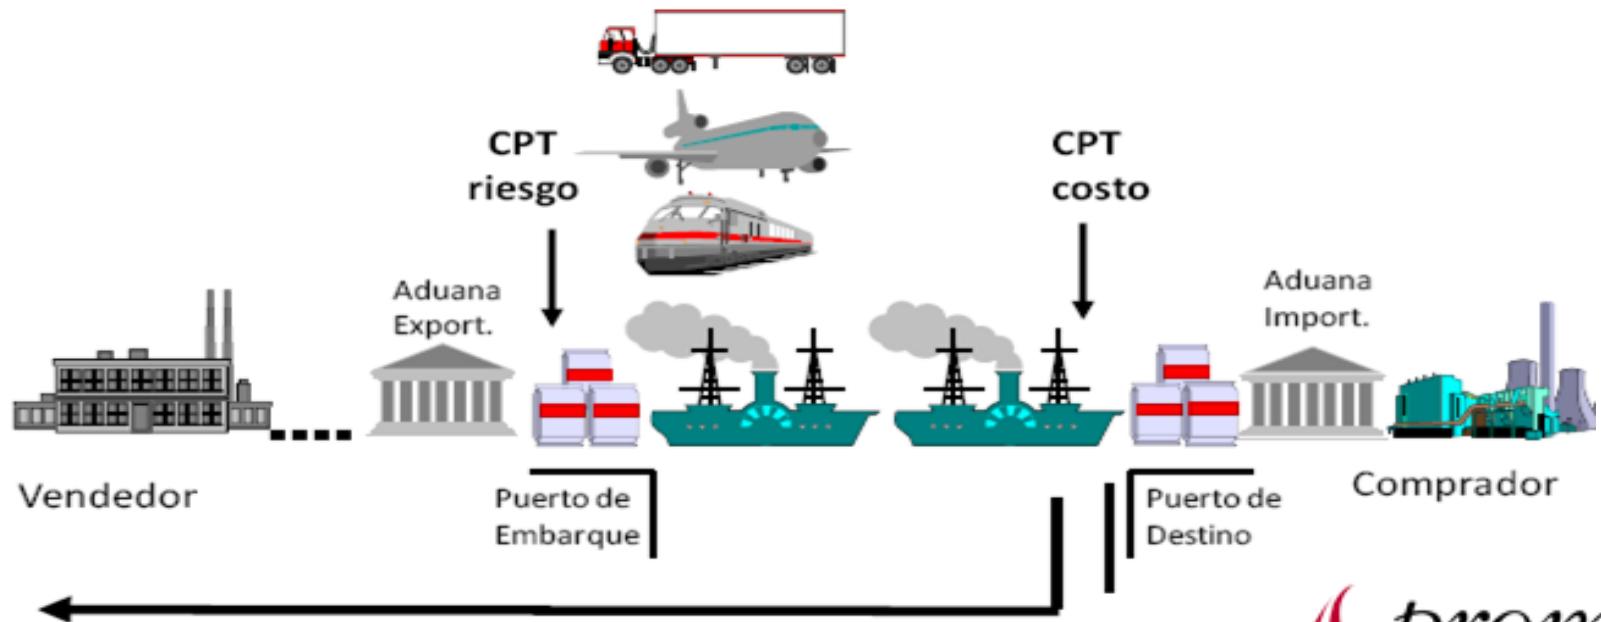 CPT
riesgo
CPT
costo
Aduana
Export.
Aduana
Import.
Vendedor
Puerto de
Embarque
Puerto de
Destino
Comprador